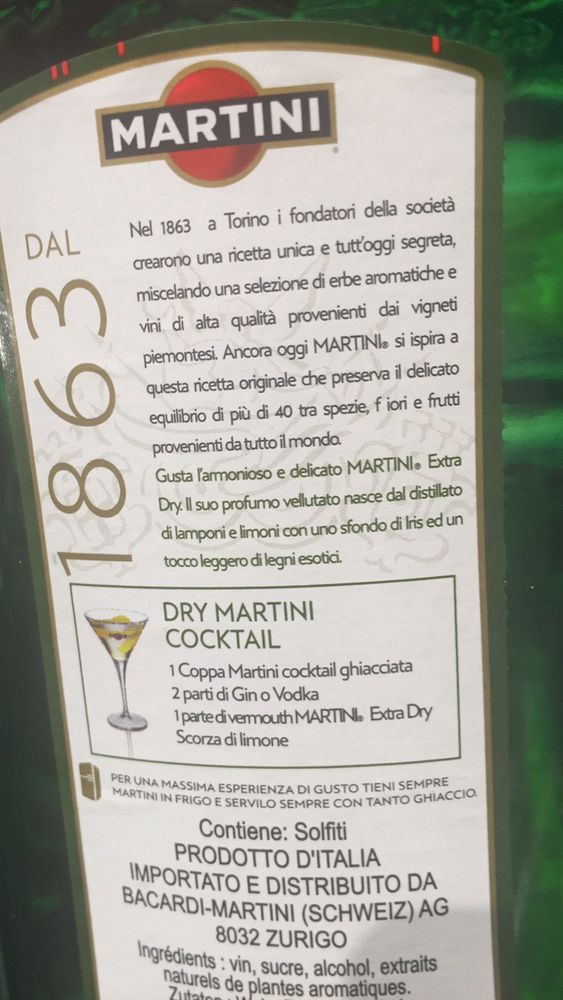 MARTINI
DAL
1863
Nel 1863 a Torino i fondatori della società
crearono una ricetta unica e tutt'oggi segreta,
miscelando una selezione di erbe aromatiche e
vini di alta qualità provenienti dai vigneti
piemontesi. Ancora oggi MARTINI® si ispira a
questa ricetta originale che preserva il delicato
equilibrio di più di 40 tra spezie, f iori e frutti
provenienti da tutto il mondo.
Gusta l'armonioso e delicato MARTINI® Extra
Dry. Il suo profumo vellutato nasce dal distillato
di lamponi e limoni con uno sfondo di Iris ed un
tocco leggero di legni esotici.
DRY MARTINI
COCKTAIL
1 Coppa Martini cocktail ghiacciata
2 parti di Gin o Vodka
1 parte di vermouth MARTINI® Extra Dry
Scorza di limone
PER UNA MASSIMA ESPERIENZA DI GUSTO TIENI SEMPRE
MARTINI IN FRIGO E SERVILO SEMPRE CON TANTO GHIACCIO.
Contiene: Solfiti
PRODOTTO D'ITALIA
IMPORTATO E DISTRIBUITO DA
BACARDI-MARTINI (SCHWEIZ) AG
8032 ZURIGO
Ingrédients : vin, sucre, alcohol, extraits
naturels de plantes aromatiques.